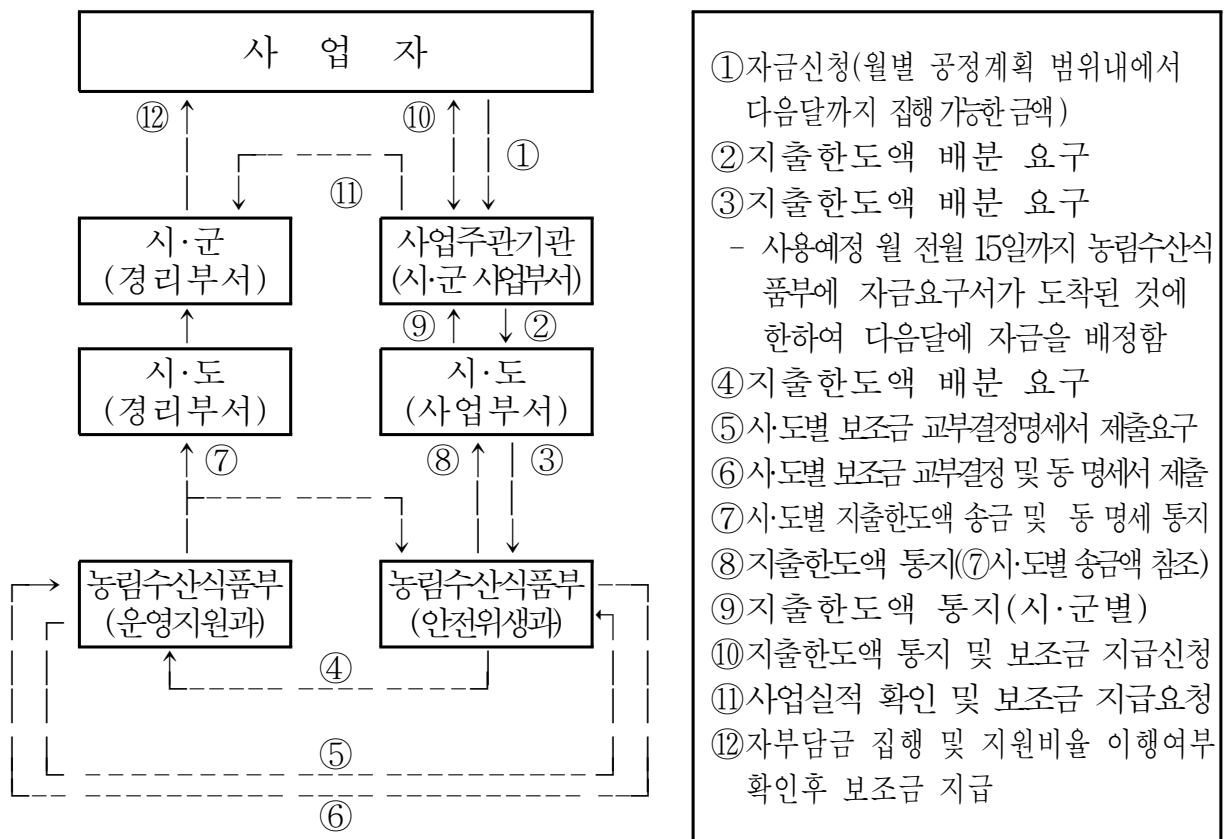 사 업 자
⑫
⑩
①
⑪
시·군
(경리부서)
사업주관기관
(시·군 사업부서)
⑨
②
시·도
(경리부서)
시·도
(사업부서)
⑦
⑧
③
농림수산식품부
(운영지원과)
농림수산식품부
(안전위생과)
④
⑤
⑥
①자금신청(월별 공정계획 범위내에서
다음달까지 집행 가능한 금액)
②지출한도액 배분 요구
③지출한도액 배분 요구
- 사용예정 월 전월 15일까지 농림수산식
품부에 자금요구서가 도착된 것에
한하여 다음달에 자금을 배정함
④지출한도액 배분 요구
⑤시·도별 보조금 교부결정명세서 제출요구
⑥시·도별 보조금 교부결정 및 동 명세서 제출
⑦시·도별 지출한도액 송금 및 동 명세 통지
⑧지출한도액 통지(⑦시·도별 송금액 참조)
⑨지출한도액 통지(시·군별)
⑩지출한도액 통지 및 보조금 지급신청
⑪사업실적 확인 및 보조금 지급요청
⑫자부담금 집행 및 지원비율 이행여부
확인후 보조금 지급